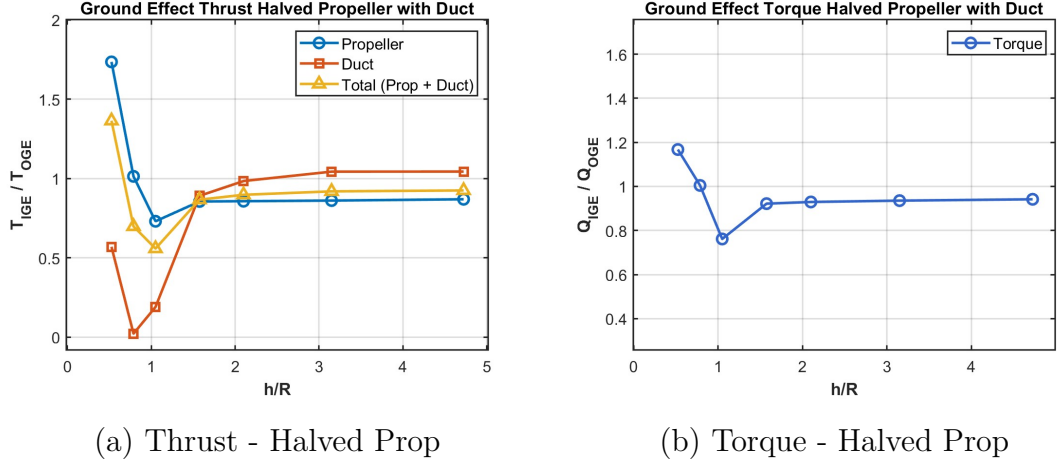 Ground Effect Thrust Halved Propeller with Duct
2
1.5
1
0.5
0
T_IGE / T_OGE
Propeller
Duct
Total (Prop + Duct)
0 1 2 3 4 5
h/R
(a) Thrust - Halved Prop
Ground Effect Torque Halved Propeller with Duct
1.6
1.4
1.2
1
0.8
0.6
0.4
Q_IGE / Q_OGE
Torque
0 1 2 3 4
h/R
(b) Torque - Halved Prop